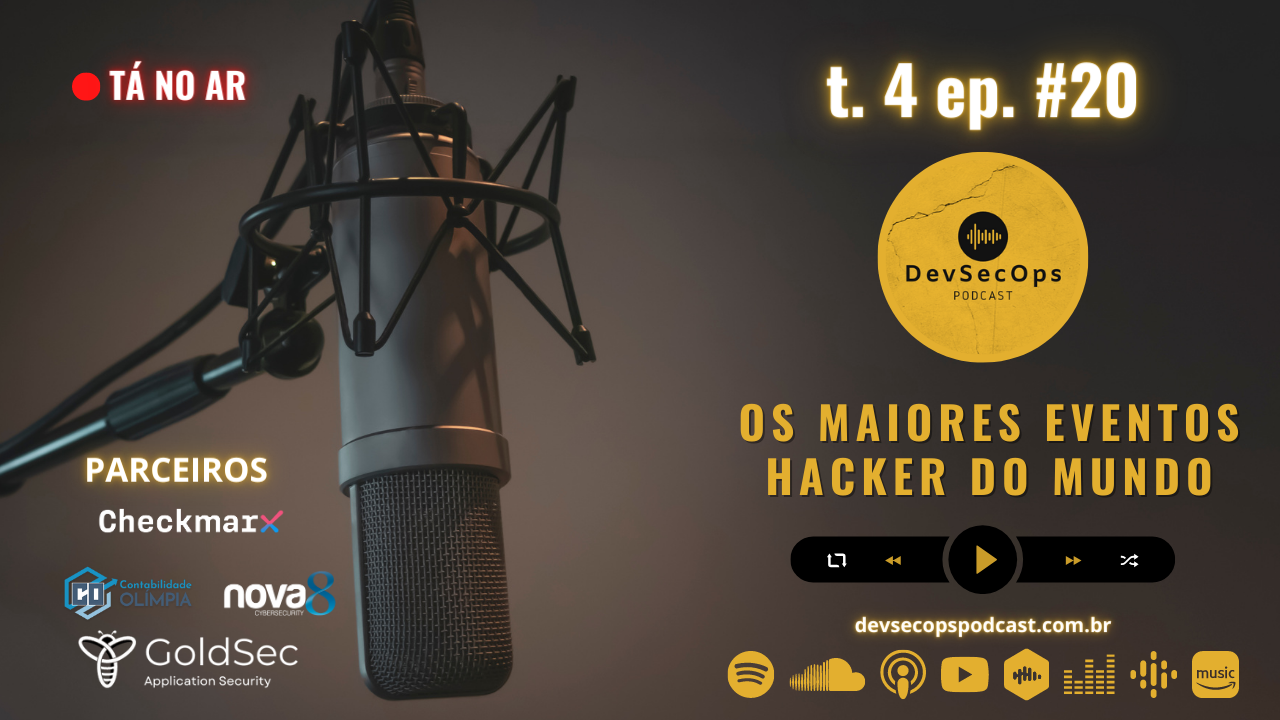 TÁ NO AR
t. 4 ep. #20
DevSecOps
PODCAST
OS MAIORES EVENTOS
HACKER DO MUNDO
PARCEIROS
Checkmarx
CO
Contabilidade
OLÍMPIA
nova8
CYBERSECURITY
GoldSec
Application Security
devsecopspodcast.com.br
music